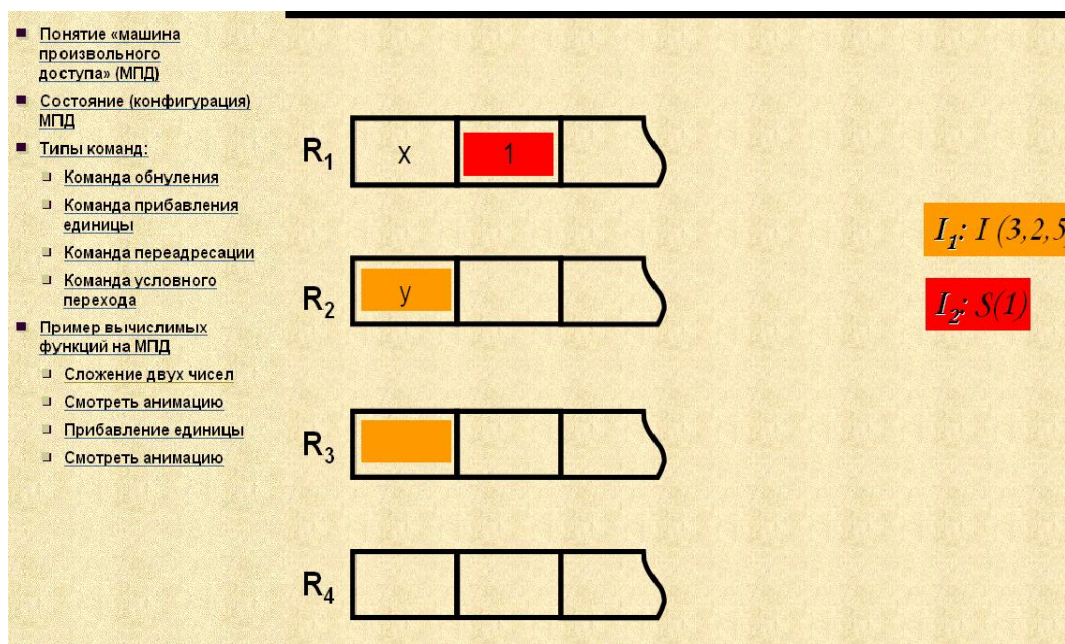 Понятие «машина
произвольного
доступа» (МПД)
Состояние (конфигурация)
МПД
Типы команд:
Команда обнуления
Команда прибавления
единицы
Команда переадресации
Команда условного
перехода
Пример вычислимых
функций на МПД
Сложение двух чисел
Смотреть анимацию
Прибавление единицы
Смотреть анимацию
R1 x 1
R2 y
R3
R4
I1: I (3,2,5
I2: S(1)